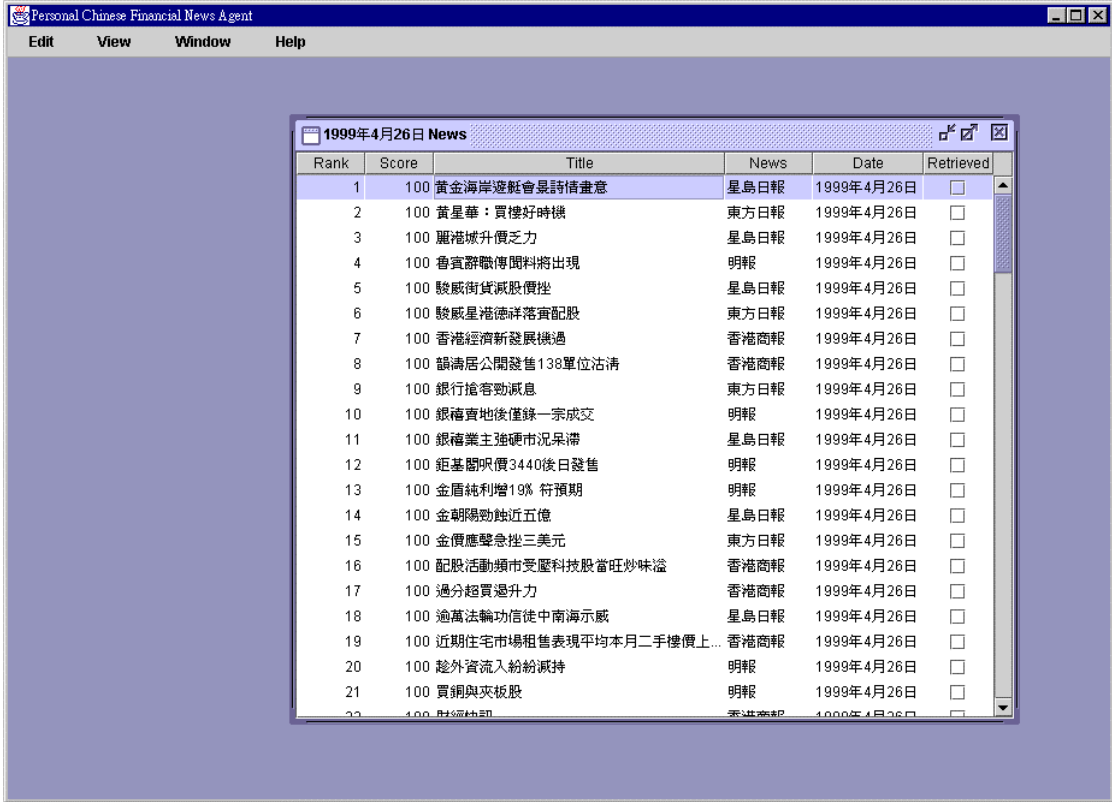 Personal Chinese Financial News Agent
Edit View Window Help
1999年4月26日 News
Rank Score Title News Date Retrieved
1 100 黃金海岸遊艇會景詩情畫意 星島日報 1999年4月26日
2 100 黃星華：買樓好時機 東方日報 1999年4月26日
3 100 麗港城升價乏力 星島日報 1999年4月26日
4 100 魯賓辭職傳聞料將出現 明報 1999年4月26日
5 100 駿威街貨減股價挫 星島日報 1999年4月26日
6 100 駿威星港德祥落實配股 東方日報 1999年4月26日
7 100 香港經濟新發展機遇 香港商報 1999年4月26日
8 100 韻濤居公開發售138單位沽清 香港商報 1999年4月26日
9 100 銀行搶客勁減息 東方日報 1999年4月26日
10 100 銀禧賣地後僅錄一宗成交 明報 1999年4月26日
11 100 銀禧業主強硬市況呆滯 星島日報 1999年4月26日
12 100 鉅基閣呎價3440後日發售 明報 1999年4月26日
13 100 金盾純利增19% 符預期 明報 1999年4月26日
14 100 金朝陽勁蝕近五億 星島日報 1999年4月26日
15 100 金價應聲急挫三美元 東方日報 1999年4月26日
16 100 配股活動頻市受壓科技股當旺炒味溢 香港商報 1999年4月26日
17 100 過分超買遏升力 香港商報 1999年4月26日
18 100 逾萬法輪功信徒中南海示威 星島日報 1999年4月26日
19 100 近期住宅市場租售表現平均本月二手樓價上... 香港商報 1999年4月26日
20 100 趁外資流入紛紛減持 明報 1999年4月26日
21 100 買銅與夾板股 明報 1999年4月26日
22 100 財經快訊 香港商報 1999年4月26日